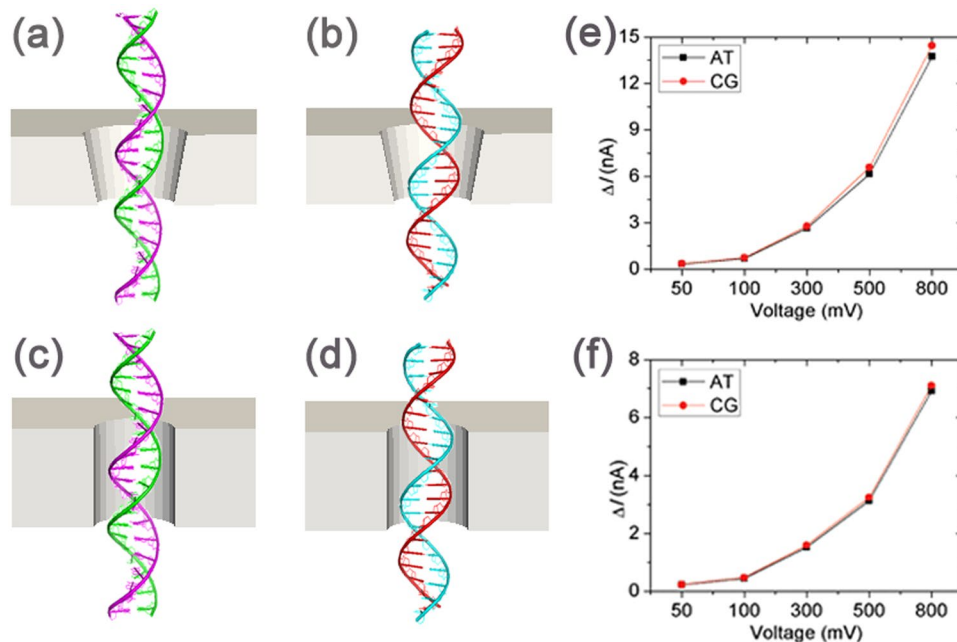 (a)
(b)
(c)
(d)
(e)
15
12
9
6
3
0
ΔI (nA)
AT
CG
50 100 300 500 800
Voltage (mV)
(f)
8
6
4
2
0
ΔI (nA)
AT
CG
50 100 300 500 800
Voltage (mV)